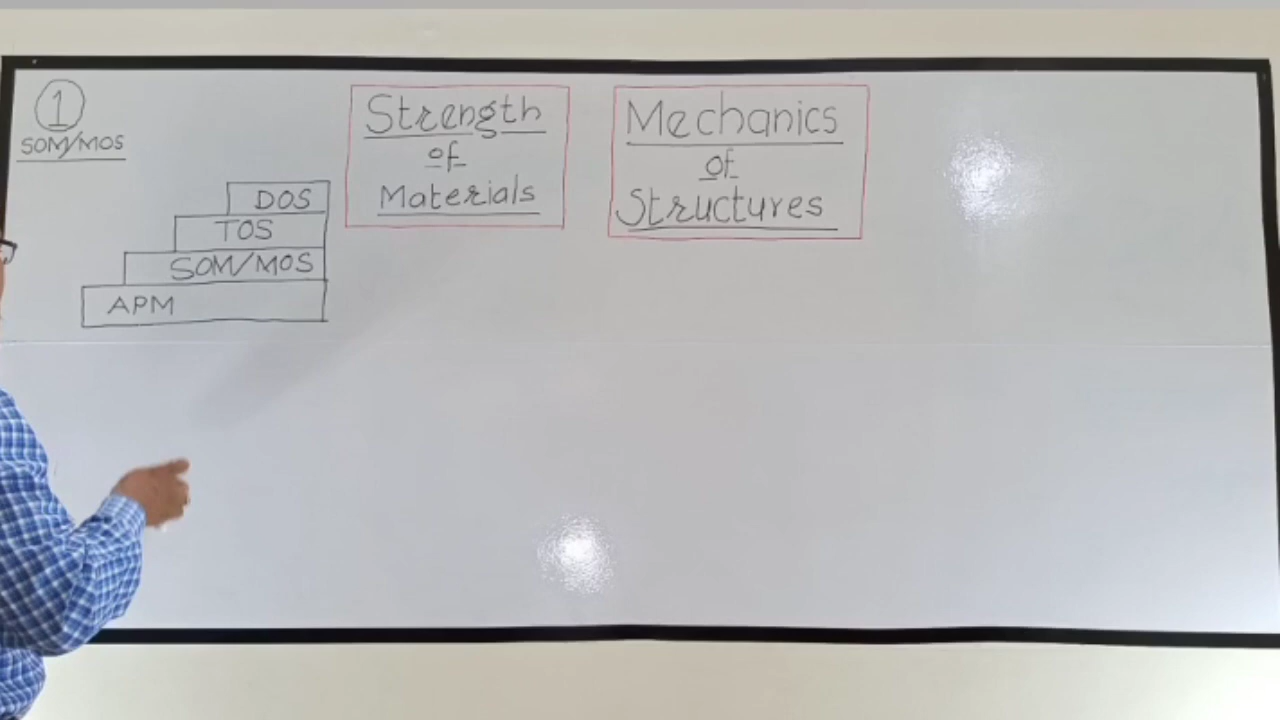 1
SOM/MOS
DOS
TOS
SOM/MOS
APM
Strength
of
Materials
Mechanics
of
Structures